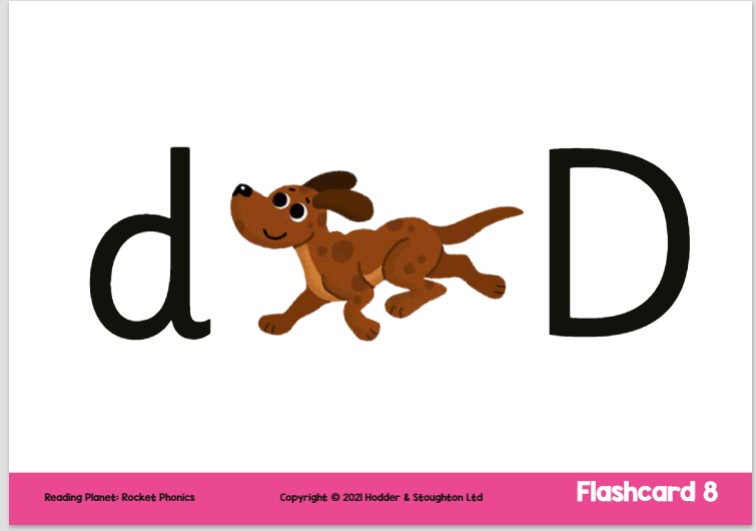 d D
Reading Planet: Rocket Phonics
Copyright © 2021 Hodder & Stoughton Ltd
Flashcard 8